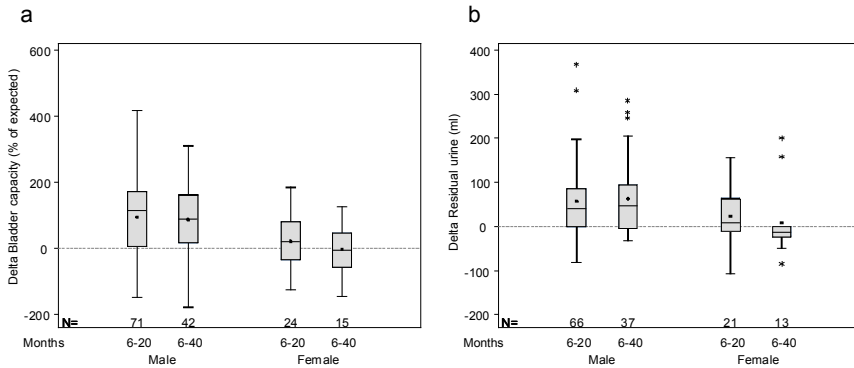 a
Delta Bladder capacity (% of expected)
600
400
200
0
-200
N= 71 42 24 15
Months 6-20 6-40 6-20 6-40
Male Female
b
Delta Residual urine (ml)
400
300
200
100
0
-100
-200
N= 66 37 21 13
Months 6-20 6-40 6-20 6-40
Male Female